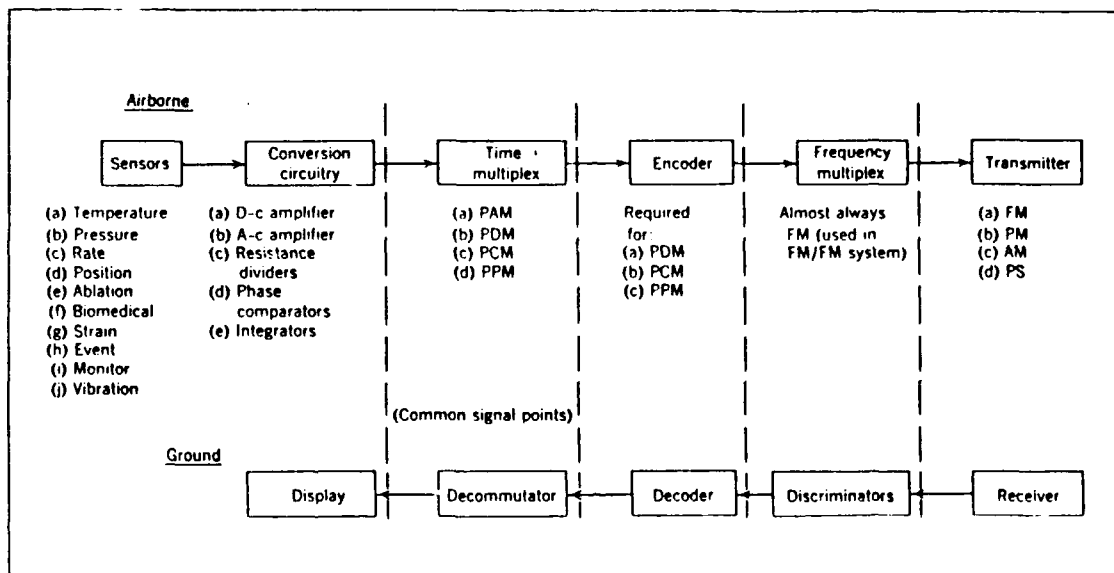 Airborne
Sensors
(a) Temperature
(b) Pressure
(c) Rate
(d) Position
(e) Ablation
(f) Biomedical
(g) Strain
(h) Event
(i) Monitor
(j) Vibration
Conversion
circuitry
(a) D-c amplifier
(b) A-c amplifier
(c) Resistance
dividers
(d) Phase
comparators
(e) Integrators
Time
multiplex
(a) PAM
(b) PDM
(c) PCM
(d) PPM
Encoder
Required
for:
(a) PDM
(b) PCM
(c) PPM
Frequency
multiplex
Almost always
FM (used in
FM/FM system)
Transmitter
(a) FM
(b) PM
(c) AM
(d) PS
(Common signal points)
Ground
Display
Decommutator
Decoder
Discriminators
Receiver